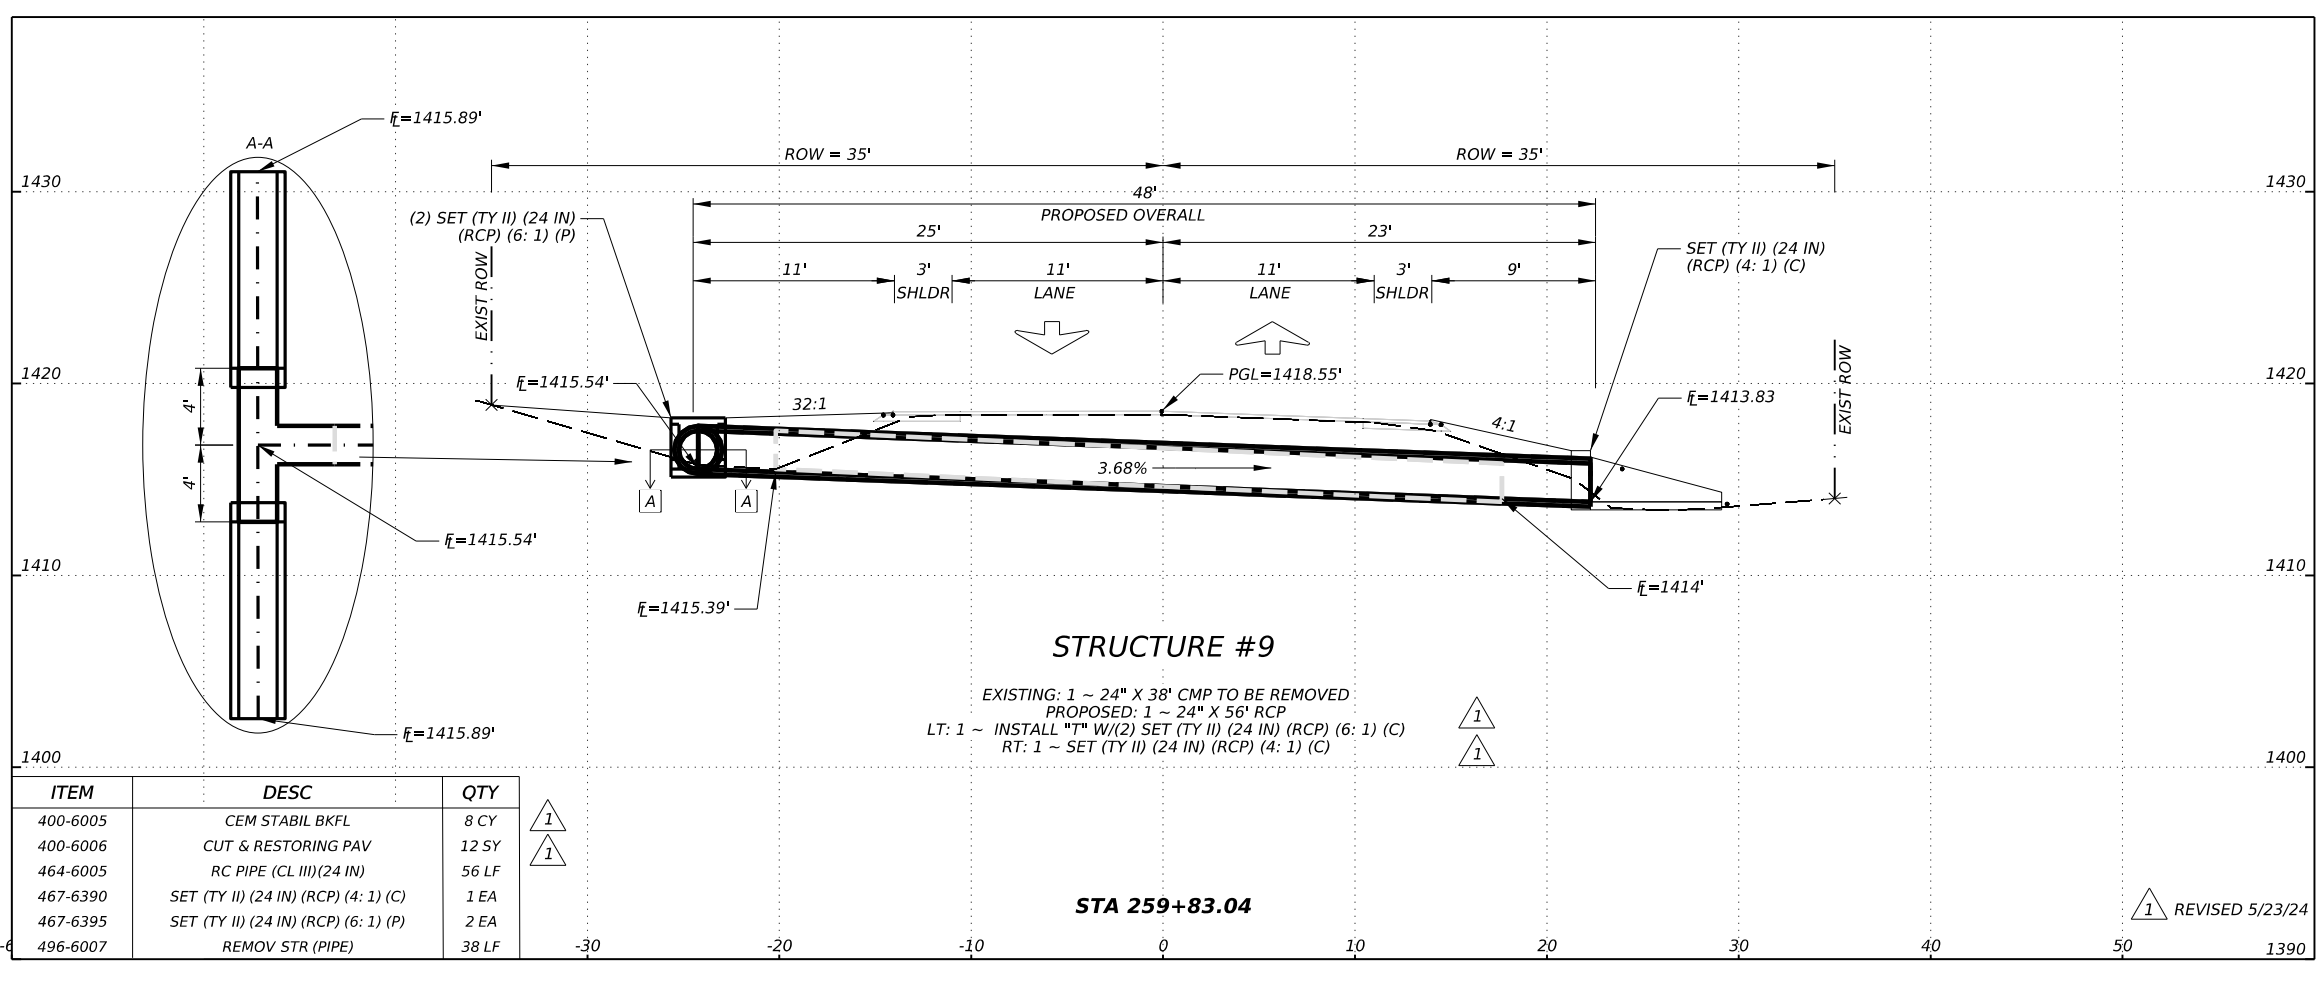 A-A
FL=1415.89'
ROW = 35'
ROW = 35'
1430
1430
48'
PROPOSED OVERALL
(2) SET (TY II) (24 IN)
(RCP) (6: 1) (P)
25'
23'
SET (TY II) (24 IN)
(RCP) (4: 1) (C)
EXIST ROW
11'
3'
11'
11'
3'
9'
SHLDR
LANE
LANE
SHLDR
EXIST ROW
1420
FL=1415.54'
PGL=1418.55'
1420
FL=1413.83
4'
32:1
4:1
3.68%
4'
A
A
FL=1415.54'
1410
1410
FL=1415.39'
FL=1414'
STRUCTURE #9
EXISTING: 1 ~ 24" X 38' CMP TO BE REMOVED
PROPOSED: 1 ~ 24" X 56' RCP
LT: 1 ~ INSTALL "T" W/(2) SET (TY II) (24 IN) (RCP) (6: 1) (C)
RT: 1 ~ SET (TY II) (24 IN) (RCP) (4: 1) (C)
1
1
FL=1415.89'
1400
1400
ITEM DESC QTY
400-6005 CEM STABIL BKFL 8 CY
400-6006 CUT & RESTORING PAV 12 SY
464-6005 RC PIPE (CL III)(24 IN) 56 LF
467-6390 SET (TY II) (24 IN) (RCP) (4: 1) (C) 1 EA
467-6395 SET (TY II) (24 IN) (RCP) (6: 1) (P) 2 EA
496-6007 REMOV STR (PIPE) 38 LF
1
1
STA 259+83.04
1 REVISED 5/23/24
-30 -20 -10 0 10 20 30 40 50 1390